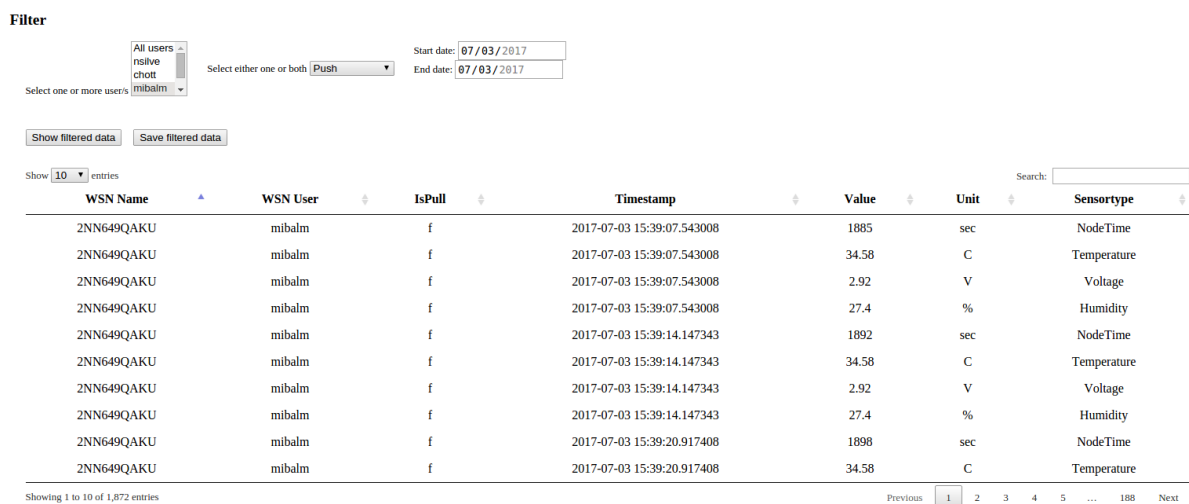 Filter
Select one or more user/s All users
nsilve
chott
mibalm
Select either one or both Push
Start date: 07/03/2017
End date: 07/03/2017
Show filtered data Save filtered data
Show 10 entries Search:
WSN Name WSN User IsPull Timestamp Value Unit Sensortype
2NN649QAKU mibalm f 2017-07-03 15:39:07.543008 1885 sec NodeTime
2NN649QAKU mibalm f 2017-07-03 15:39:07.543008 34.58 C Temperature
2NN649QAKU mibalm f 2017-07-03 15:39:07.543008 2.92 V Voltage
2NN649QAKU mibalm f 2017-07-03 15:39:07.543008 27.4 % Humidity
2NN649QAKU mibalm f 2017-07-03 15:39:14.147343 1892 sec NodeTime
2NN649QAKU mibalm f 2017-07-03 15:39:14.147343 34.58 C Temperature
2NN649QAKU mibalm f 2017-07-03 15:39:14.147343 2.92 V Voltage
2NN649QAKU mibalm f 2017-07-03 15:39:14.147343 27.4 % Humidity
2NN649QAKU mibalm f 2017-07-03 15:39:20.917408 1898 sec NodeTime
2NN649QAKU mibalm f 2017-07-03 15:39:20.917408 34.58 C Temperature
Showing 1 to 10 of 1,872 entries Previous 1 2 3 4 5 … 188 Next